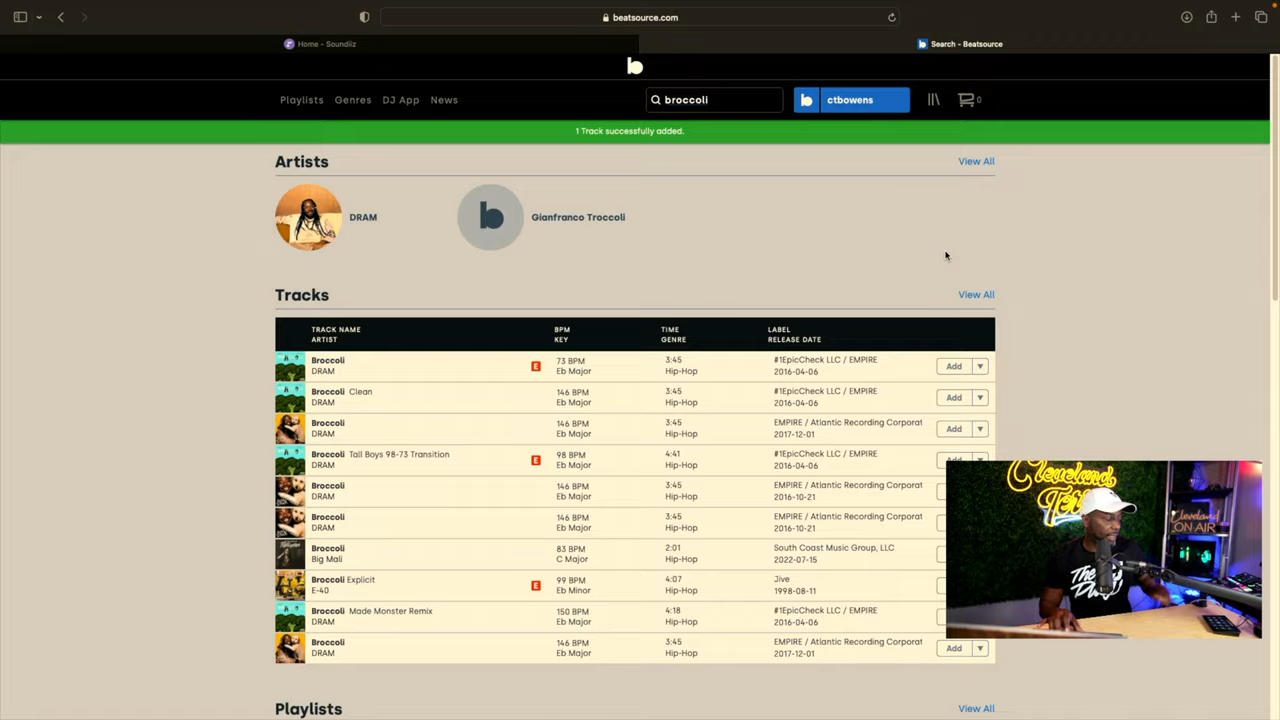 beatsource.com
Home - Soundiiz
Search - Beatsource
Playlists Genres DJ App News
broccoli
ctbowens
0
1 Track successfully added.
Artists
View All
DRAM
Gianfranco Troccoli
Tracks
View All
TRACK NAME BPM TIME LABEL
ARTIST KEY GENRE RELEASE DATE
Broccoli 73 BPM 3:45 #1EpicCheck LLC / EMPIRE
E Add
DRAM Eb Major Hip-Hop 2016-04-06
Broccoli Clean 146 BPM 3:45 #1EpicCheck LLC / EMPIRE
Add
DRAM Eb Major Hip-Hop 2016-04-06
Broccoli 146 BPM 3:45 EMPIRE / Atlantic Recording Corporat
Add
DRAM Eb Major Hip-Hop 2017-12-01
Broccoli Tall Boys 98-73 Transition 98 BPM 4:41 #1EpicCheck LLC / EMPIRE
E Add
DRAM Eb Major Hip-Hop 2016-04-06
Broccoli 146 BPM 3:45 EMPIRE / Atlantic Recording Corporat
DRAM Eb Major Hip-Hop 2016-10-21
Broccoli 146 BPM 3:45 EMPIRE / Atlantic Recording Corporat
DRAM Eb Major Hip-Hop 2016-10-21
Broccoli 83 BPM 2:01 South Coast Music Group, LLC
Big Mali C Major Hip-Hop 2022-07-15
Broccoli Explicit 99 BPM 4:07 Jive
E
E-40 Eb Minor Hip-Hop 1998-08-11
Broccoli Made Monster Remix 150 BPM 4:18 #1EpicCheck LLC / EMPIRE
DRAM Eb Major Hip-Hop 2016-04-06
Broccoli 146 BPM 3:45 EMPIRE / Atlantic Recording Corporat
Add
DRAM Eb Major Hip-Hop 2017-12-01
Playlists
View All
Cleveland
Cleveland
ON-AIR